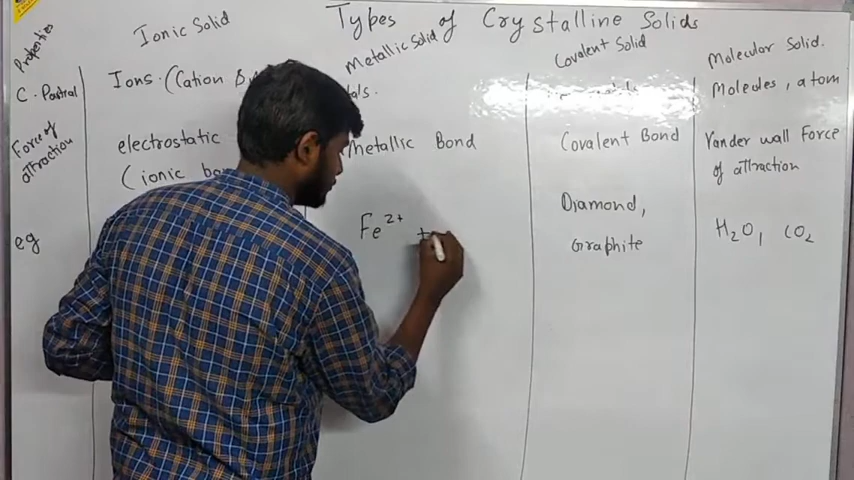 Types of Crystalline Solids
Properties
Ionic Solid
Metallic Solid
Covalent Solid
Molecular Solid.
C. Partial
Ions. (Cation &
Molecules, atom
Force of
attraction
electrostatic
(ionic
Metallic Bond
Covalent Bond
Vander wall Force
of attraction
eg
Fe2+ +
Diamond,
Graphite
H2O, CO2